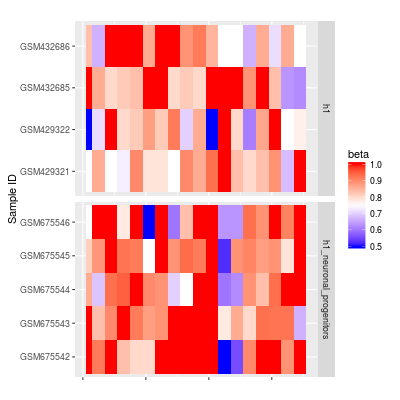 GSM432686
GSM432685
GSM429322
GSM429321
GSM675546
GSM675545
GSM675544
GSM675543
GSM675542
Sample ID
h1
h1_neuronal_progenitors
beta
1.0
0.9
0.8
0.7
0.6
0.5